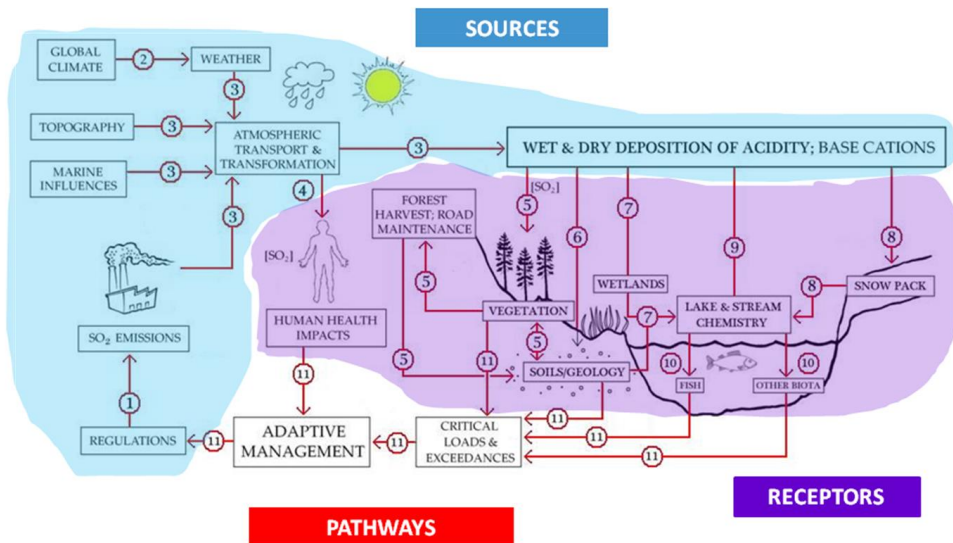 SOURCES
GLOBAL
CLIMATE
2
WEATHER
3
TOPOGRAPHY
3
ATMOSPHERIC
TRANSPORT &
TRANSFORMATION
3
WET & DRY DEPOSITION OF ACIDITY; BASE CATIONS
MARINE
INFLUENCES
3
3
4
[SO₂]
5
6
7
9
8
FOREST
HARVEST; ROAD
MAINTENANCE
[SO₂]
5
WETLANDS
8
SNOW PACK
VEGETATION
7
LAKE & STREAM
CHEMISTRY
HUMAN HEALTH
IMPACTS
SO₂ EMISSIONS
5
11
5
SOILS/GEOLOGY
10
10
FISH
OTHER BIOTA
11
1
REGULATIONS
11
ADAPTIVE
MANAGEMENT
11
CRITICAL
LOADS &
EXCEEDANCES
11
11
11
RECEPTORS
PATHWAYS